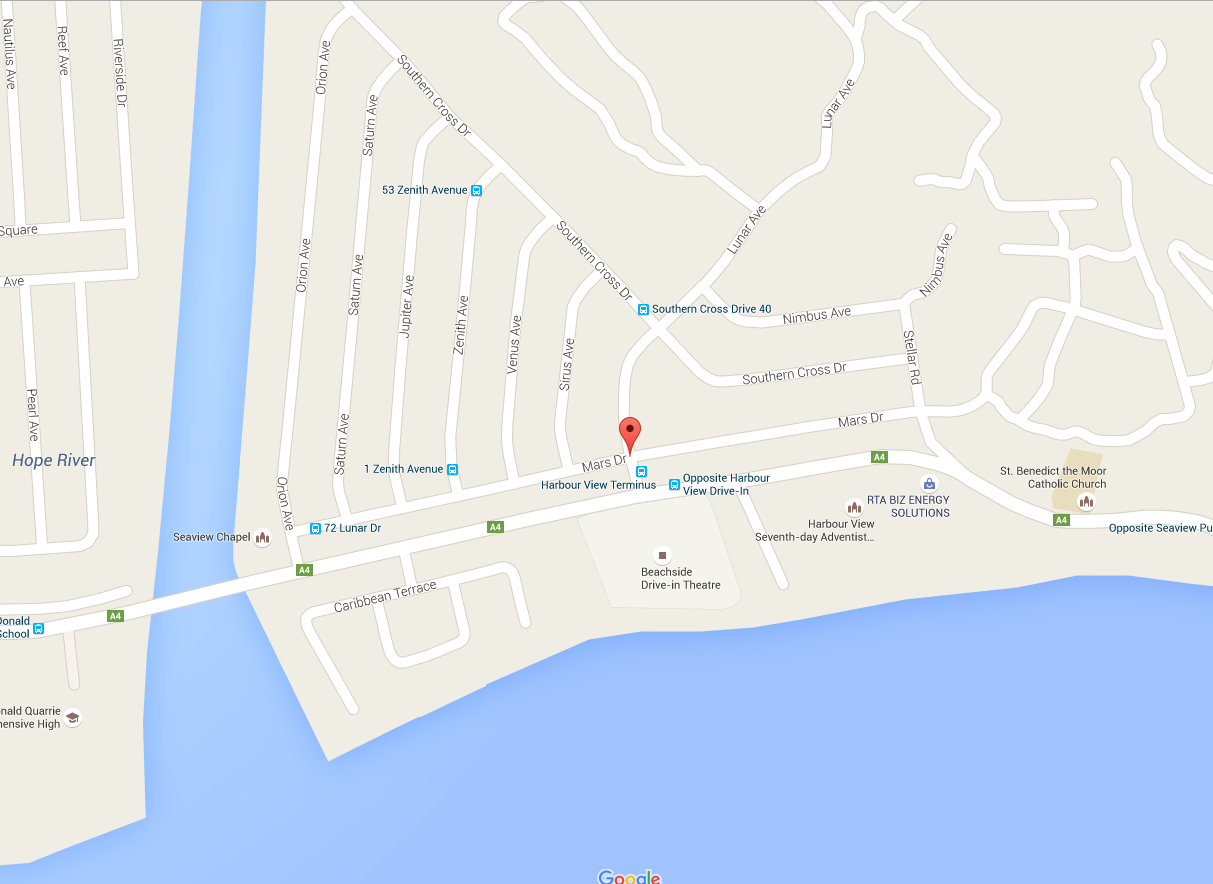 Nautilus Ave
Reef Ave
Riverside Dr
Orion Ave
Southern Cross Dr
Saturn Ave
Lunar Ave
53 Zenith Avenue
Square
Ave
Orion Ave
Saturn Ave
Jupiter Ave
Zenith Ave
Venus Ave
Sirus Ave
Southern Cross Dr
Lunar Ave
Nimbus Ave
Southern Cross Drive 40
Nimbus Ave
Stellar Rd
Southern Cross Dr
Pearl Ave
Hope River
Saturn Ave
Mars Dr
Mars Dr
1 Zenith Avenue
Harbour View Terminus
Opposite Harbour
View Drive-In
A4
St. Benedict the Moor
Catholic Church
RTA BIZ ENERGY
SOLUTIONS
Orion Ave
72 Lunar Dr
Seaview Chapel
A4
Harbour View
Seventh-day Adventist...
A4
Opposite Seaview Pu
A4
Beachside
Drive-in Theatre
Caribbean Terrace
A4
Donald
School
onald Quarrie
hensive High
Google